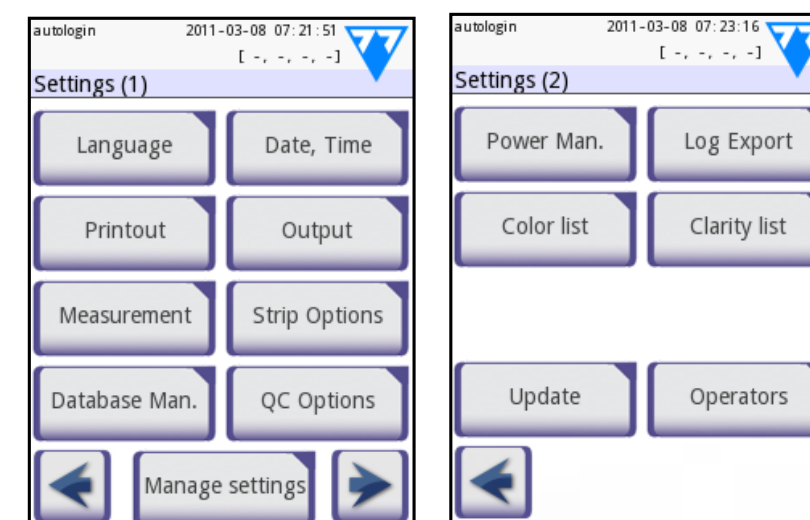 autologin 2011-03-08 07:21:51
[ -, -, -, -]
Settings (1)
Language Date, Time
Printout Output
Measurement Strip Options
Database Man. QC Options
Manage settings
autologin 2011-03-08 07:23:16
[ -, -, -, -]
Settings (2)
Power Man. Log Export
Color list Clarity list
Update Operators